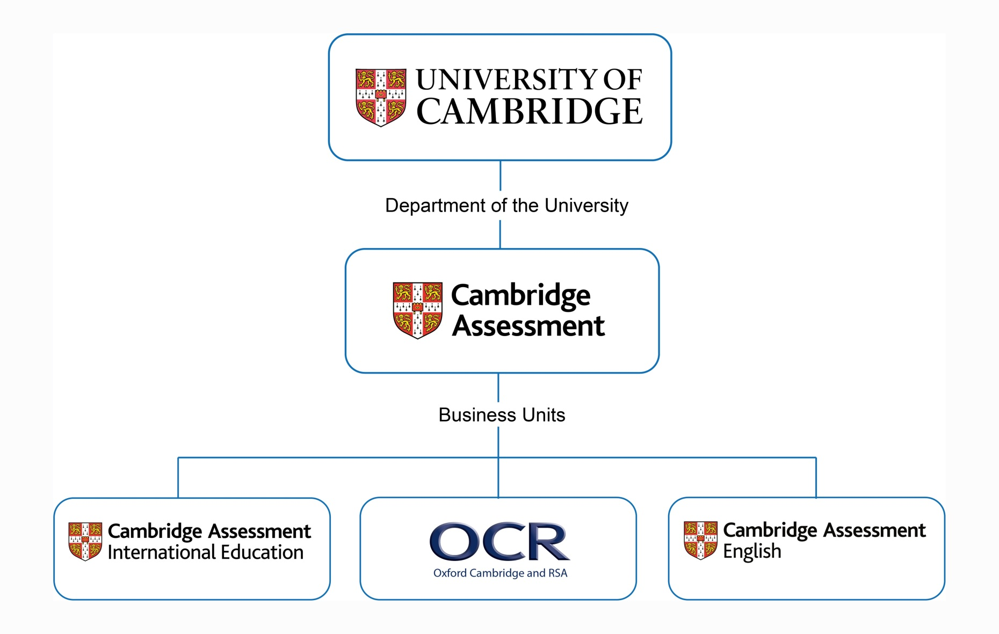 UNIVERSITY OF
CAMBRIDGE
Department of the University
Cambridge
Assessment
Business Units
Cambridge Assessment
International Education
OCR
Oxford Cambridge and RSA
Cambridge Assessment
English